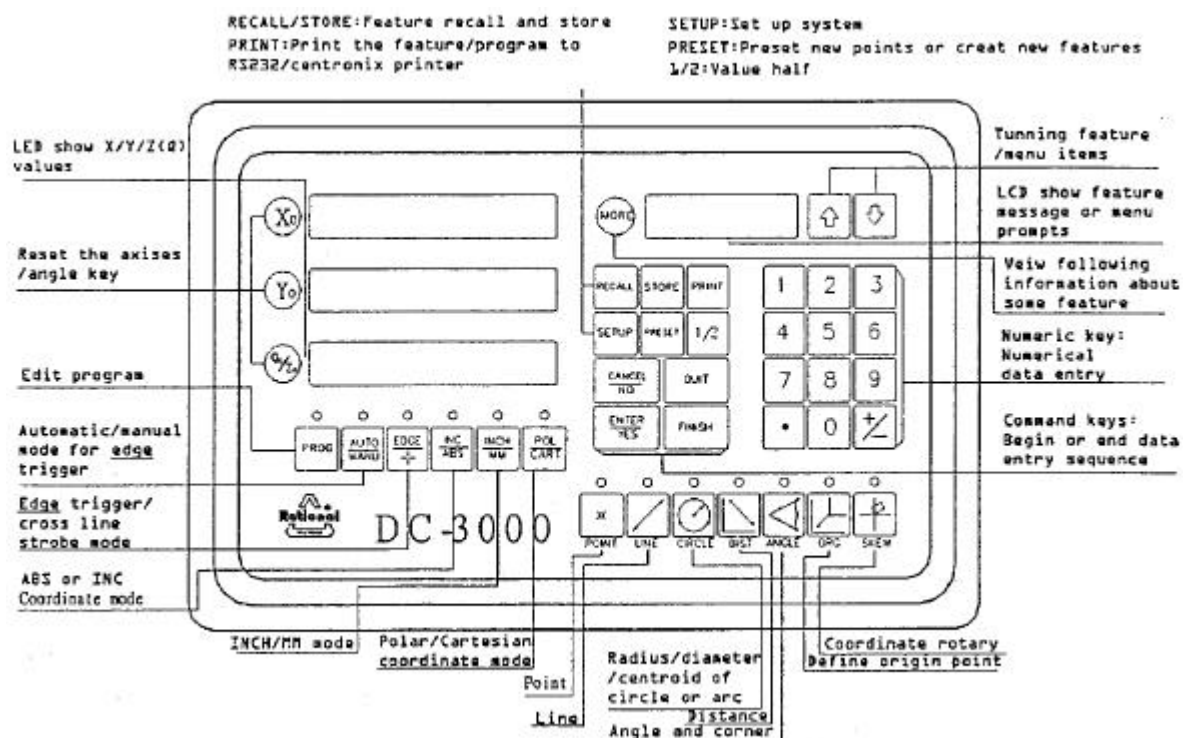 RECALL/STORE:Feature recall and store
PRINT:Print the feature/program to
RS232/centronix printer
SETUP:Set up system
PRESET:Preset new points or creat new features
1/2:Value half
LED show X/Y/Z(Q)
values
Reset the axises
/angle key
Edit program
Automatic/manual
mode for edge
trigger
Edge trigger/
cross line
strobe mode
ABS or INC
Coordinate mode
INCH/MM mode
Polar/Cartesian
coordinate mode
Point
Line
Radius/diameter
/centroid of
circle or arc
Distance
Angle and corner
Coordinate rotary
Define origin point
Tunning feature
/menu items
LCD show feature
message or menu
prompts
Veiw following
information about
some feature
Numeric key:
Numerical
data entry
Command keys:
Begin or end data
entry sequence
X0
Y0
MORE
RECALL STORE PRINT
SETUP PRESET 1/2
CANCEL
NO
QUIT
ENTER
YES
FINISH
1 2 3
4 5 6
7 8 9
. 0 +/-
PROG
AUTO
MANU
EDGE
INC
ABS
INCH
MM
POL
CART
Rational
DC-3000
POINT LINE CIRCLE DIST ANGLE ORG SKEW